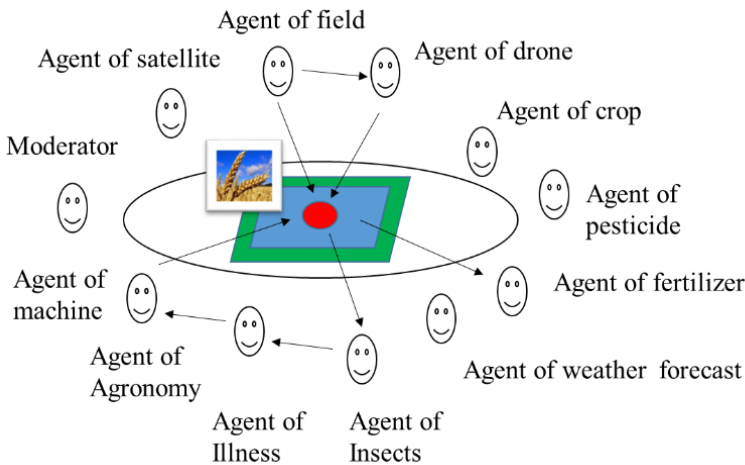 Agent of field
Agent of drone
Agent of satellite
Agent of crop
Moderator
Agent of
pesticide
Agent of
machine
Agent of fertilizer
Agent of
Agronomy
Agent of weather forecast
Agent of
Illness
Agent of
Insects